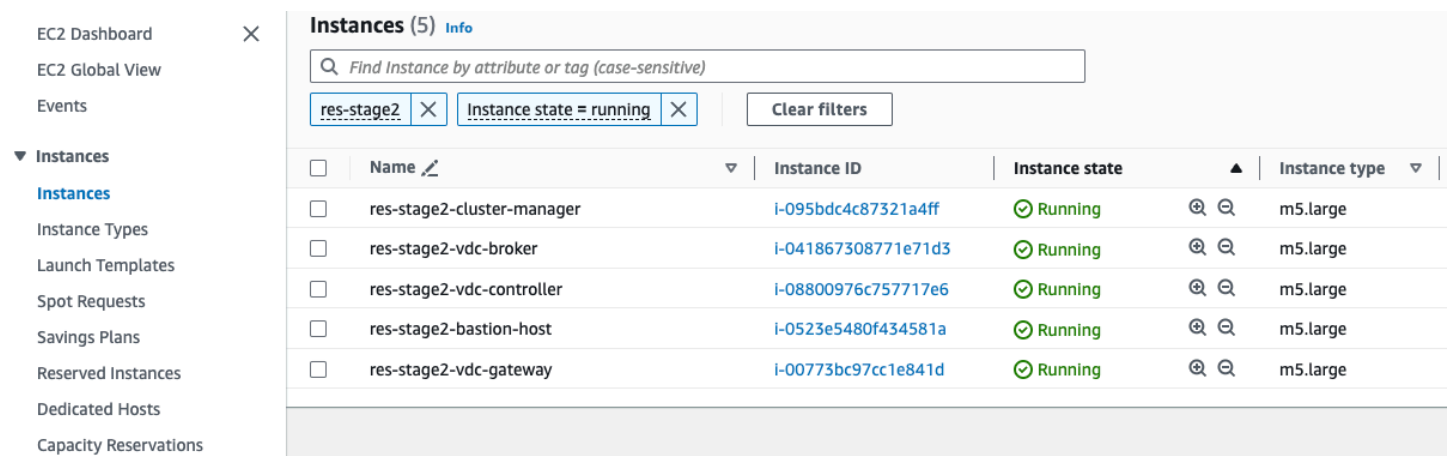 EC2 Dashboard
EC2 Global View
Events
Instances
Instances
Instance Types
Launch Templates
Spot Requests
Savings Plans
Reserved Instances
Dedicated Hosts
Capacity Reservations
Instances (5) Info
Find Instance by attribute or tag (case-sensitive)
res-stage2 Instance state = running Clear filters
Name Instance ID Instance state Instance type
res-stage2-cluster-manager i-095bdc4c87321a4ff Running m5.large
res-stage2-vdc-broker i-041867308771e71d3 Running m5.large
res-stage2-vdc-controller i-08800976c757717e6 Running m5.large
res-stage2-bastion-host i-0523e5480f434581a Running m5.large
res-stage2-vdc-gateway i-00773bc97cc1e841d Running m5.large